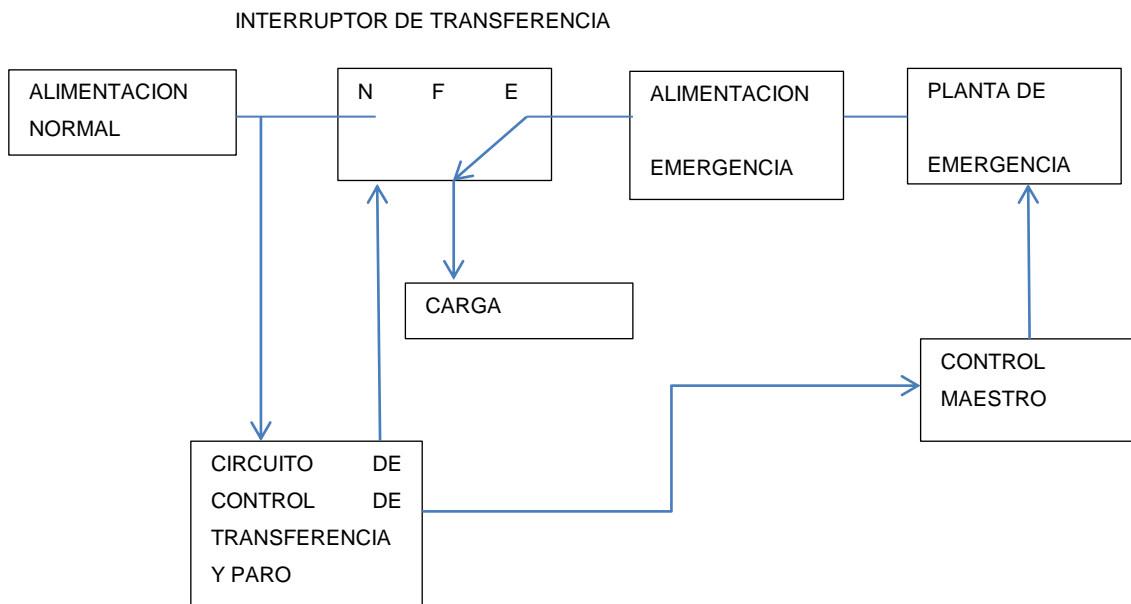 INTERRUPTOR DE TRANSFERENCIA
ALIMENTACION
NORMAL
N F E
ALIMENTACION
EMERGENCIA
PLANTA DE
EMERGENCIA
CARGA
CONTROL
MAESTRO
CIRCUITO DE
CONTROL DE
TRANSFERENCIA
Y PARO